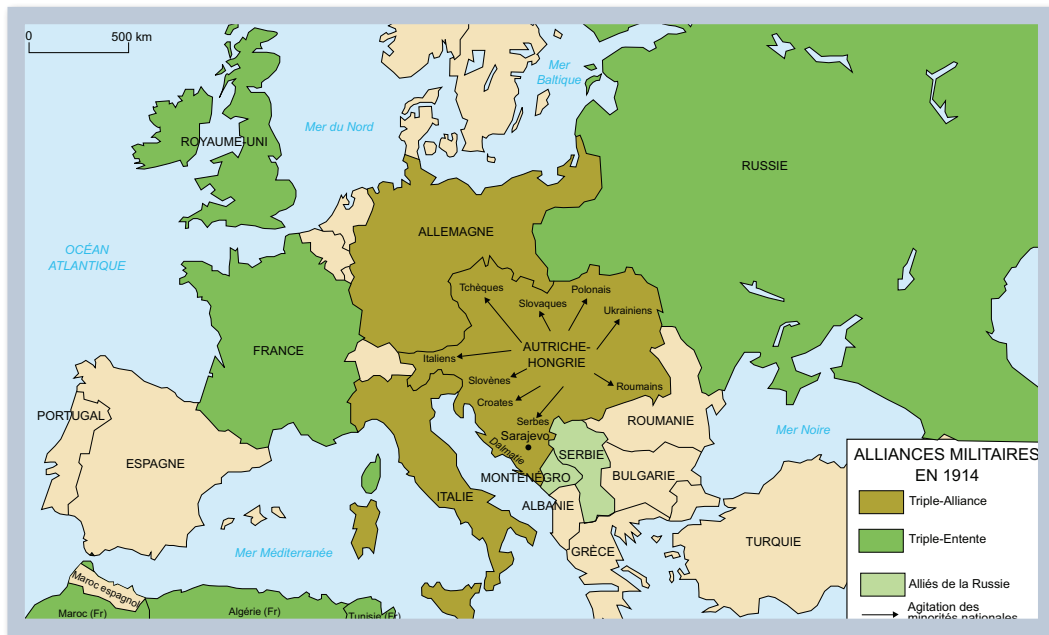 0 500 km
Mer
Baltique
Mer du Nord
ROYAUME-UNI
RUSSIE
OCÉAN
ATLANTIQUE
ALLEMAGNE
Tchèques
Slovaques
Polonais
Ukrainiens
FRANCE
AUTRICHE-
HONGRIE
Italiens
Slovènes
Roumains
Croates
Serbes
PORTUGAL
ESPAGNE
Sarajevo
Dalmatie
ROUMANIE
Mer Noire
SERBIE
MONTENEGRO
BULGARIE
ITALIE
ALBANIE
GRÈCE
TURQUIE
Mer Méditerranée
Maroc espagnol
Maroc (Fr)
Algérie (Fr)
Tunisie (Fr)
ALLIANCES MILITAIRES
EN 1914
Triple-Alliance
Triple-Entente
Alliés de la Russie
Agitation des
minorités nationales